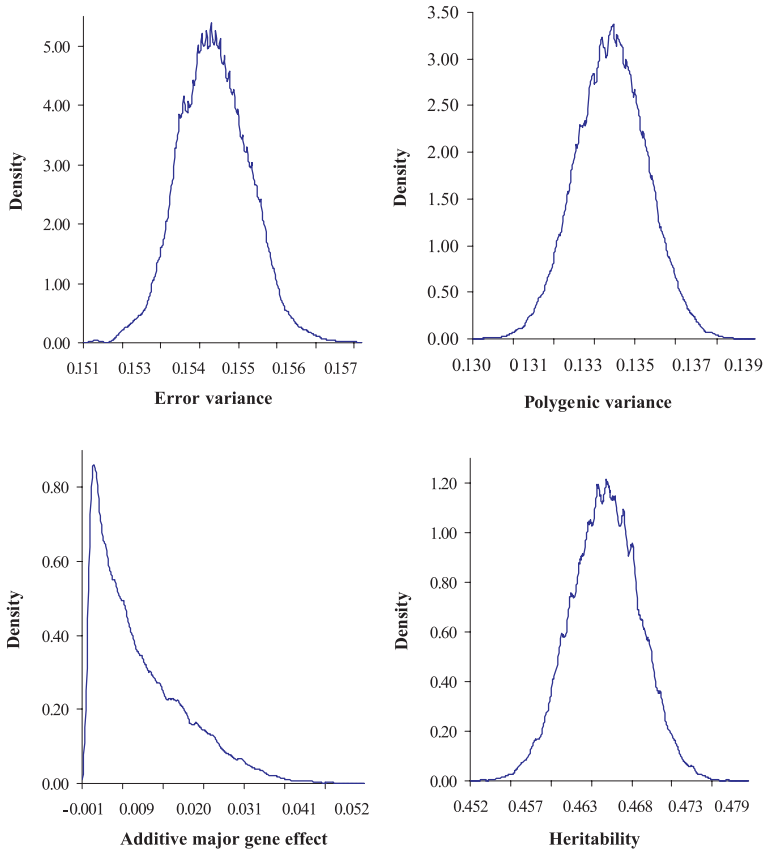 5.00
4.00
3.00
2.00
1.00
0.00
Density
0.151 0.153 0.154 0.155 0.156 0.157
Error variance
3.50
3.00
2.50
2.00
1.50
1.00
0.50
0.00
Density
0.130 0 131 0.133 0.135 0.137 0.139
Polygenic variance
0.80
0.60
0.40
0.20
0.00
Density
-0.001 0.009 0.020 0.031 0.041 0.052
Additive major gene effect
1.20
1.00
0.80
0.60
0.40
0.20
0.00
Density
0.452 0.457 0.463 0.468 0.473 0.479
Heritability